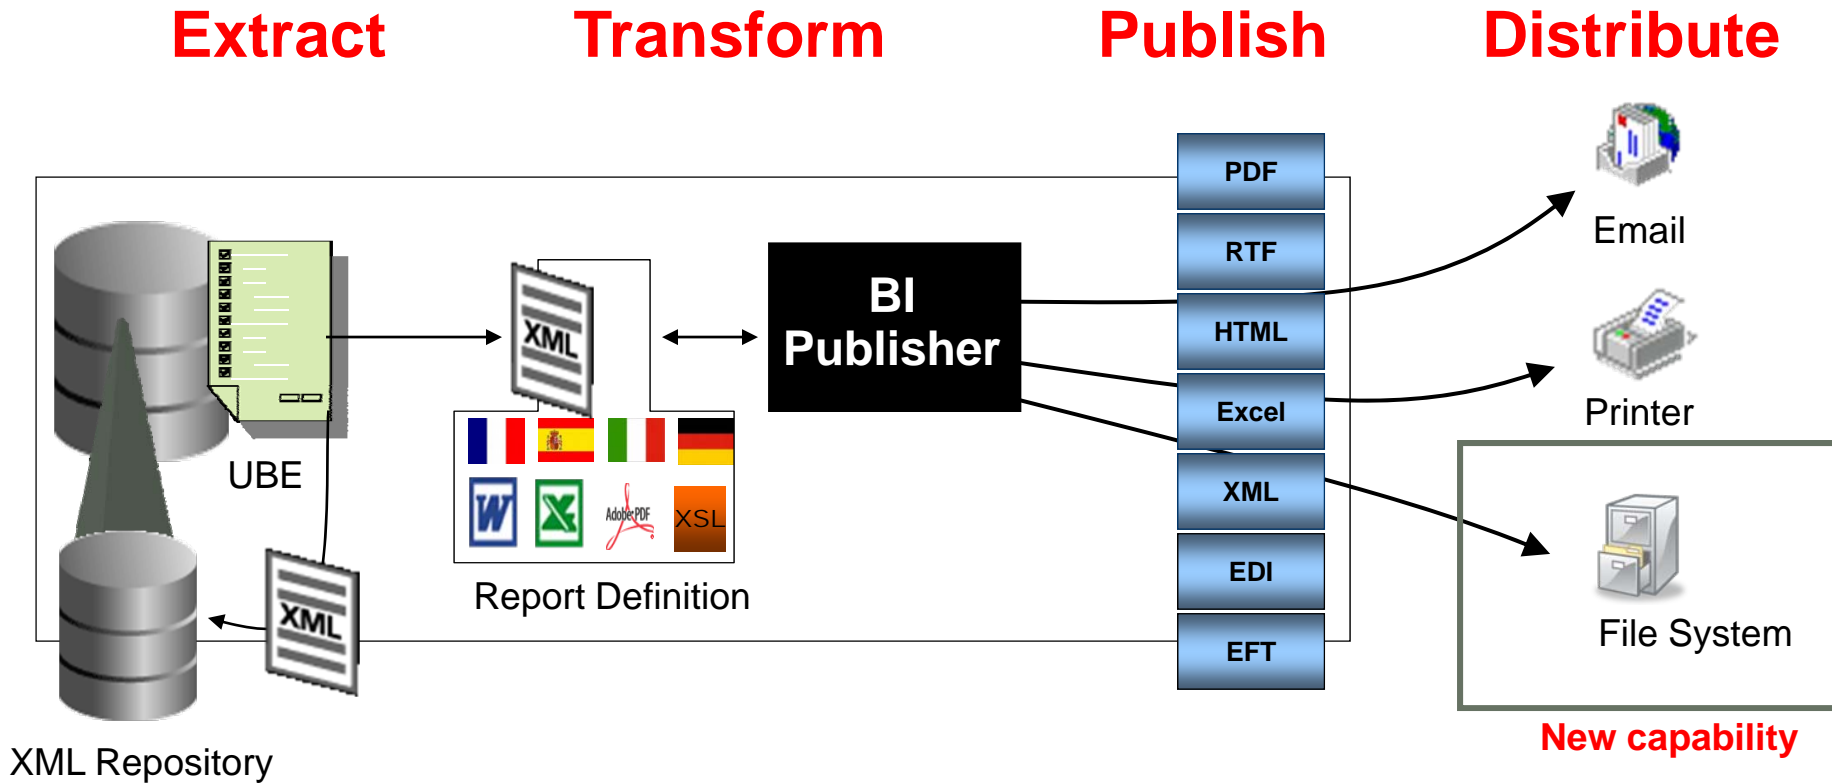 Extract
Transform
Publish
Distribute
PDF
RTF
HTML
Excel
XML
EDI
EFT
Email
Printer
File System
New capability
BI
Publisher
XML
W
X
Adobe PDF
XSL
Report Definition
UBE
XML
XML Repository